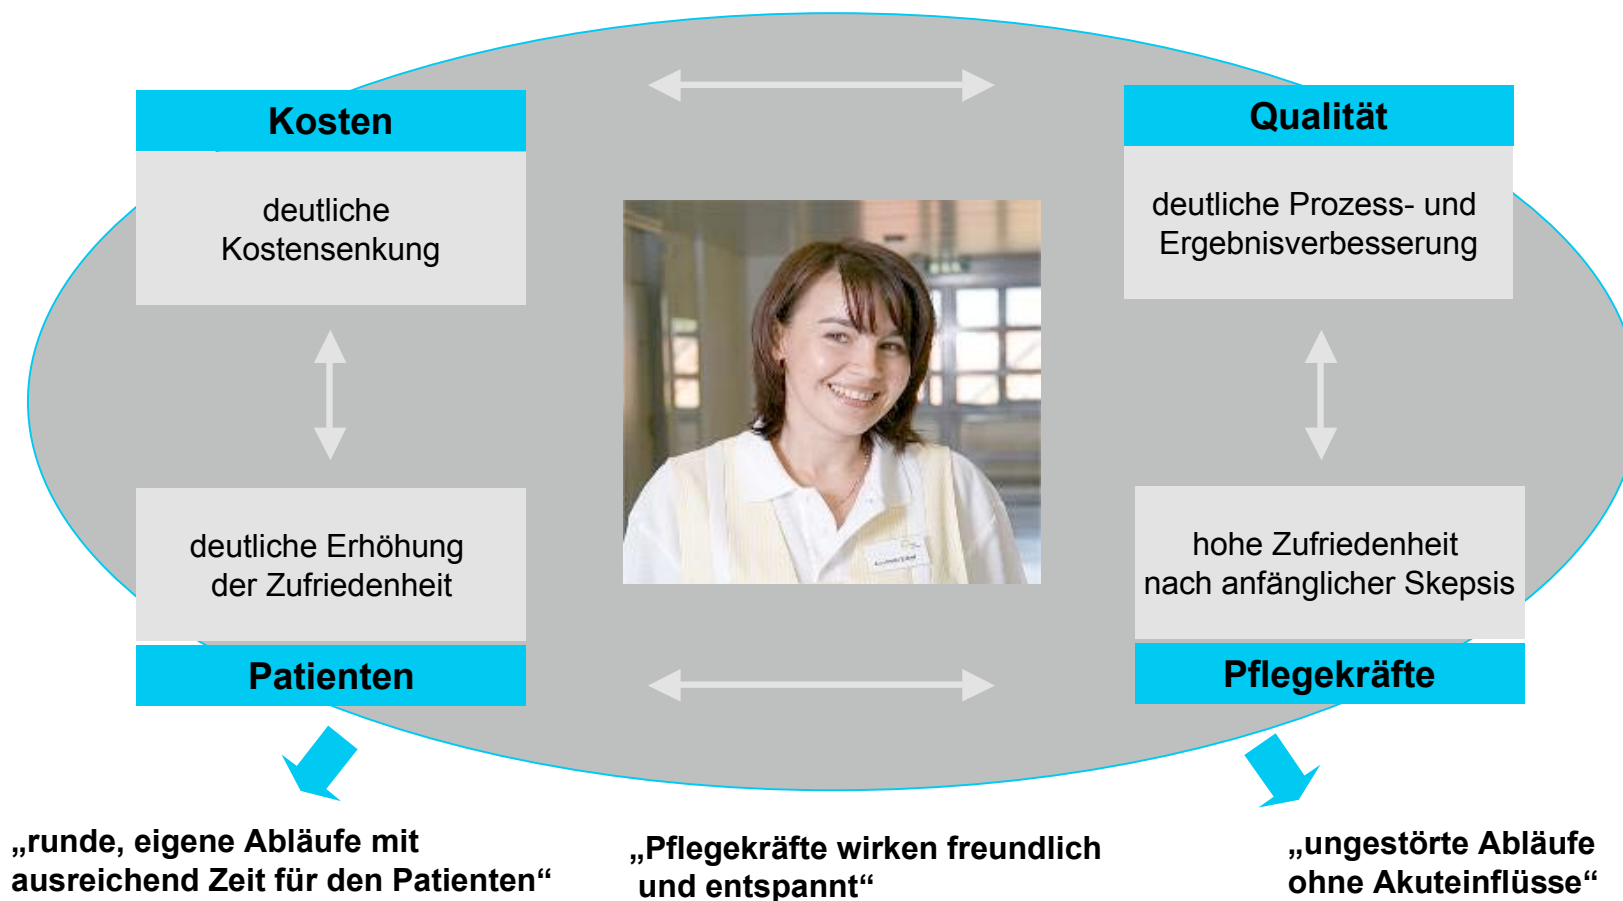 Kosten
deutliche
Kostensenkung
Qualität
deutliche Prozess- und
Ergebnisverbesserung
deutliche Erhöhung
der Zufriedenheit
Patienten
hohe Zufriedenheit
nach anfänglicher Skepsis
Pflegekräfte
„runde, eigene Abläufe mit
ausreichend Zeit für den Patienten“
„Pflegekräfte wirken freundlich
und entspannt“
„ungestörte Abläufe
ohne Akuteinflüsse“